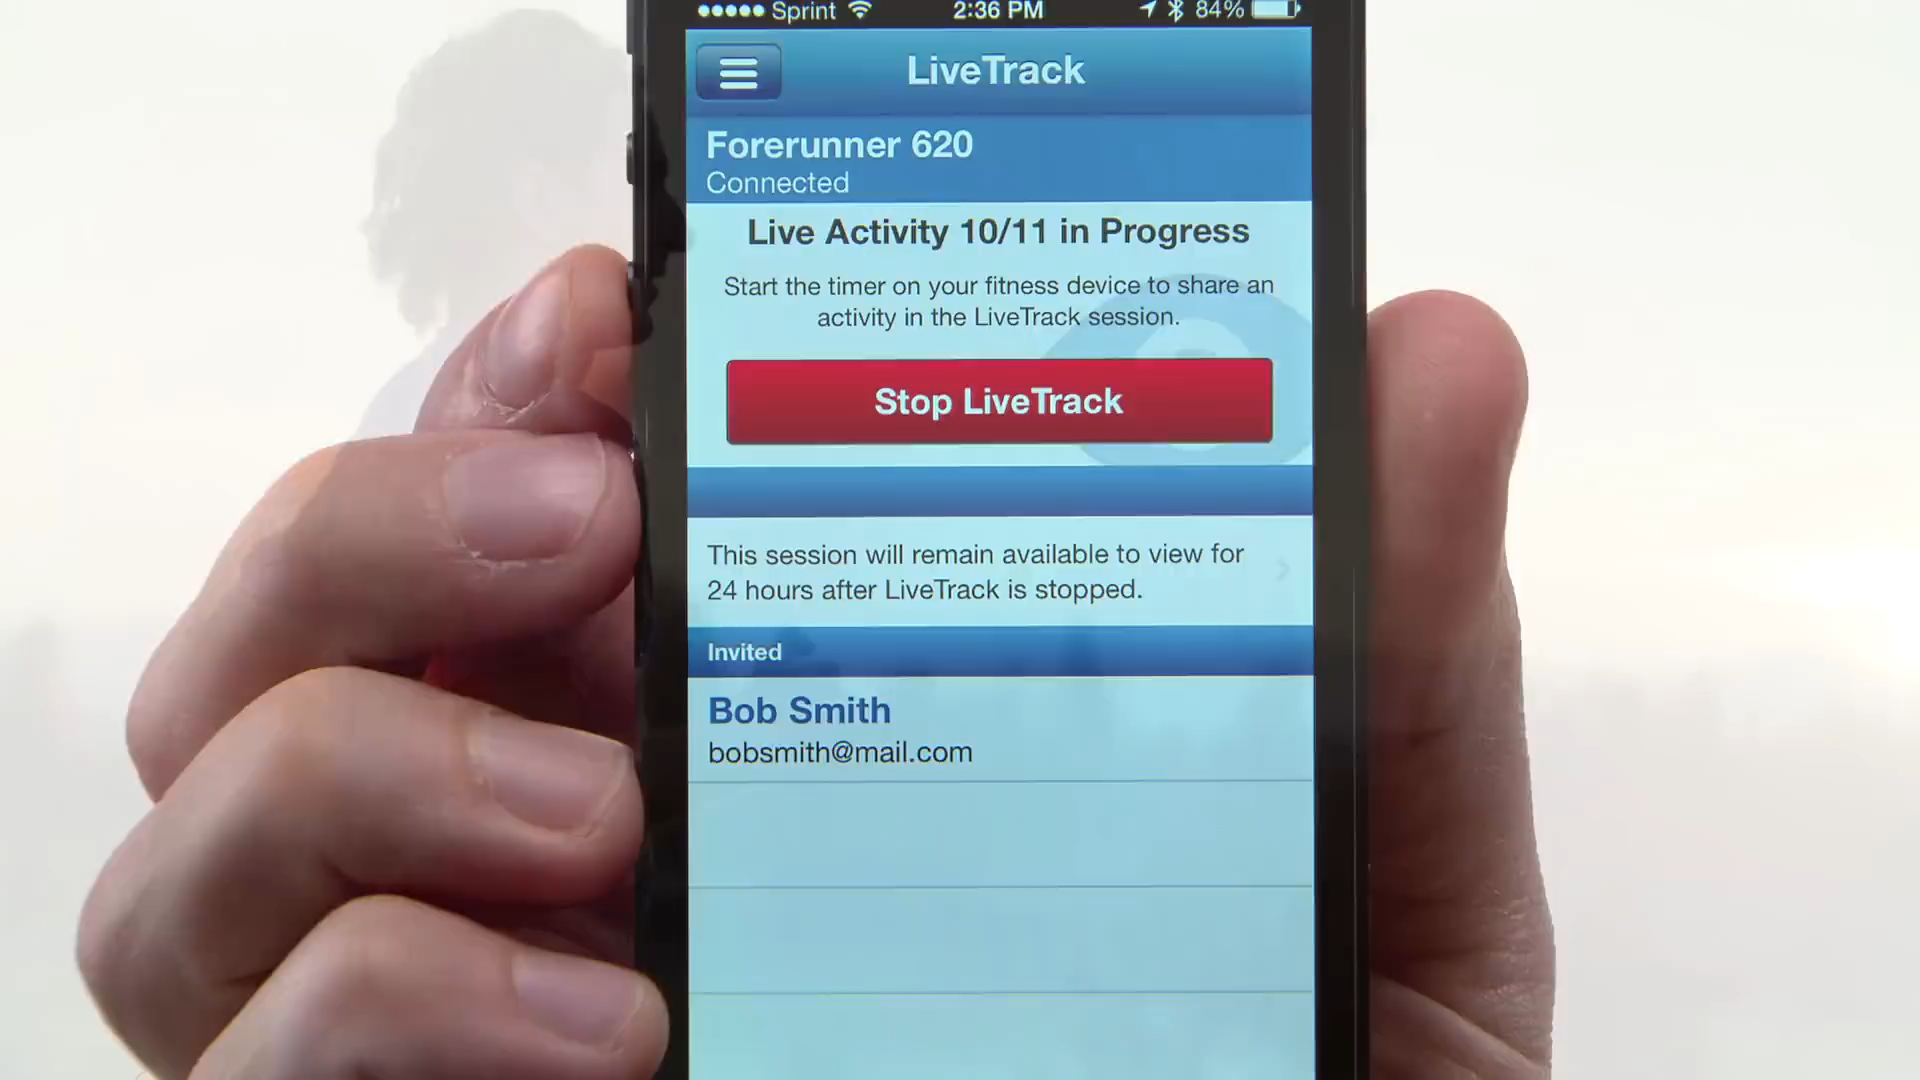 Sprint 2:36 PM 84%
LiveTrack
Forerunner 620
Connected
Live Activity 10/11 in Progress
Start the timer on your fitness device to share an
activity in the LiveTrack session.
Stop LiveTrack
This session will remain available to view for
24 hours after LiveTrack is stopped.
Invited
Bob Smith
bobsmith@mail.com